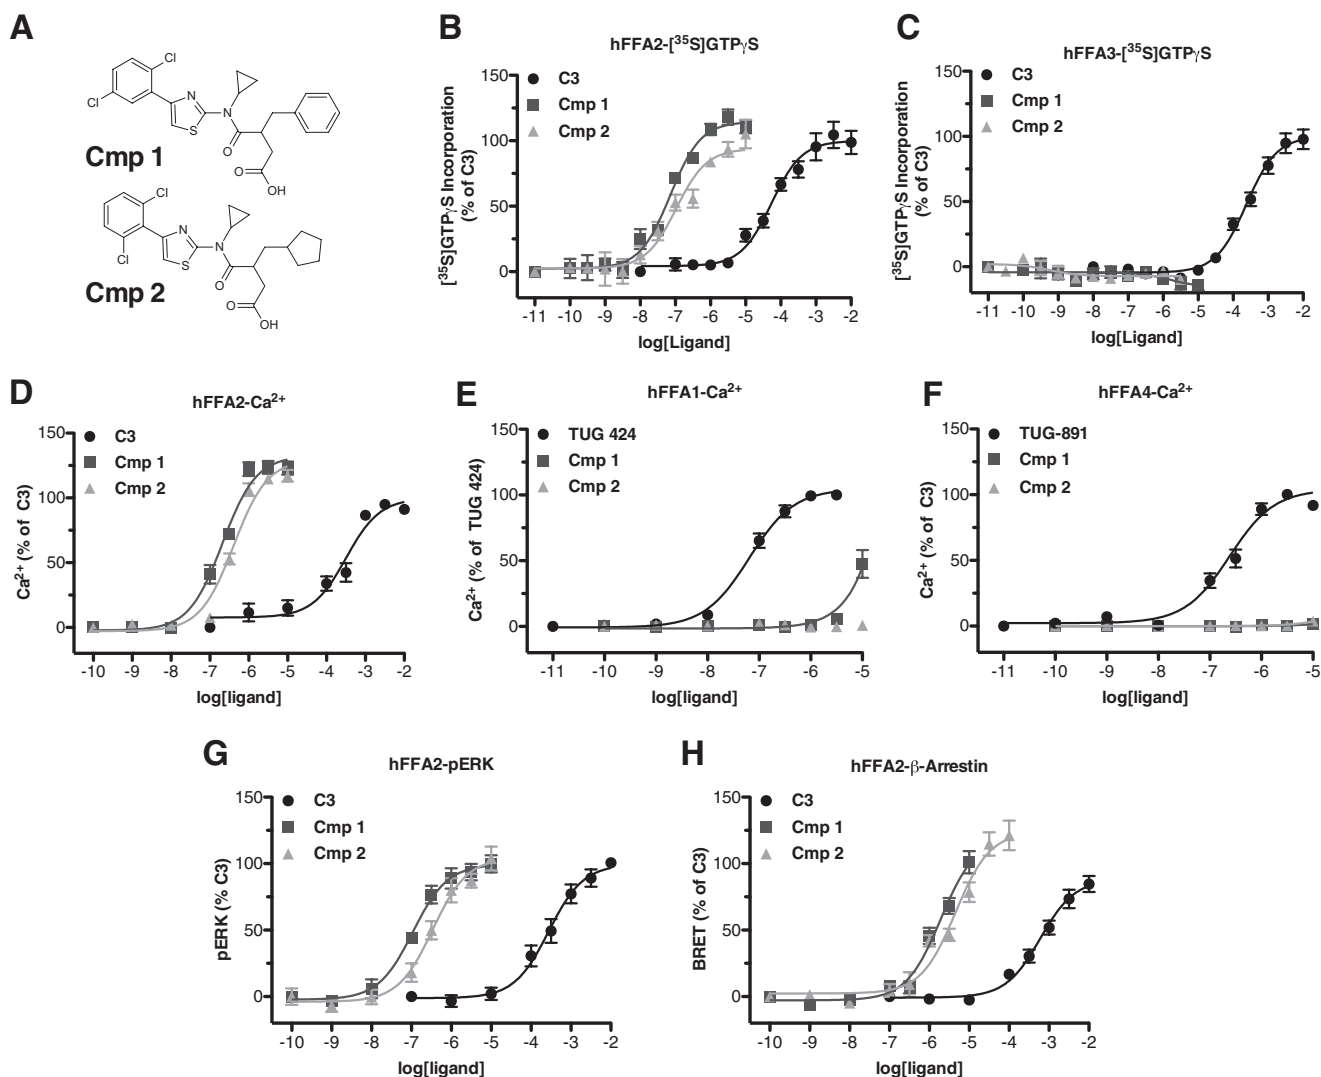 A
Cl
Cl
N
S
N
O
O
OH
Cmp 1
Cl
Cl
N
S
N
O
O
OH
Cmp 2
B
hFFA2-[³⁵S]GTPγS
[³⁵S]GTPγS Incorporation
(% of C3)
150
100
50
0
C3
Cmp 1
Cmp 2
-11 -10 -9 -8 -7 -6 -5 -4 -3 -2
log[Ligand]
C
hFFA3-[³⁵S]GTPγS
[³⁵S]GTPγS Incorporation
(% of C3)
150
100
50
0
C3
Cmp 1
Cmp 2
-11 -10 -9 -8 -7 -6 -5 -4 -3 -2
log[Ligand]
D
hFFA2-Ca²⁺
Ca²⁺ (% of C3)
150
100
50
0
C3
Cmp 1
Cmp 2
-10 -9 -8 -7 -6 -5 -4 -3 -2
log[ligand]
E
hFFA1-Ca²⁺
Ca²⁺ (% of TUG 424)
150
100
50
0
TUG 424
Cmp 1
Cmp 2
-11 -10 -9 -8 -7 -6 -5
log[ligand]
F
hFFA4-Ca²⁺
Ca²⁺ (% of C3)
150
100
50
0
TUG-891
Cmp 1
Cmp 2
-11 -10 -9 -8 -7 -6 -5
log[ligand]
G
hFFA2-pERK
pERK (% C3)
150
100
50
0
C3
Cmp 1
Cmp 2
-10 -9 -8 -7 -6 -5 -4 -3 -2
log[ligand]
H
hFFA2-β-Arrestin
BRET (% of C3)
150
100
50
0
C3
Cmp 1
Cmp 2
-10 -9 -8 -7 -6 -5 -4 -3 -2
log[ligand]